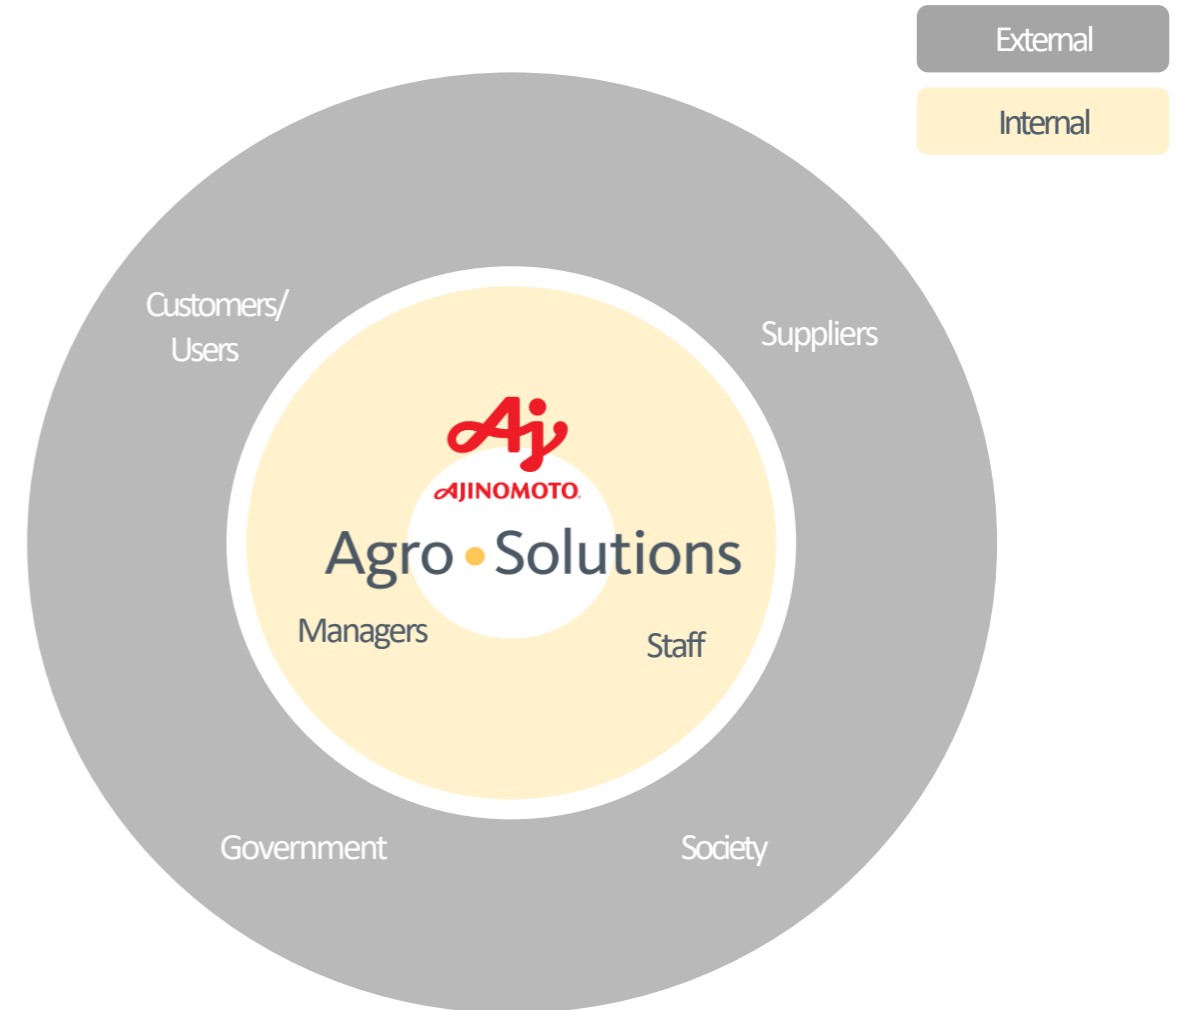 External
Internal
Customers/
Users
Suppliers
Aj
AJINOMOTO.
Agro • Solutions
Managers
Staff
Government
Society